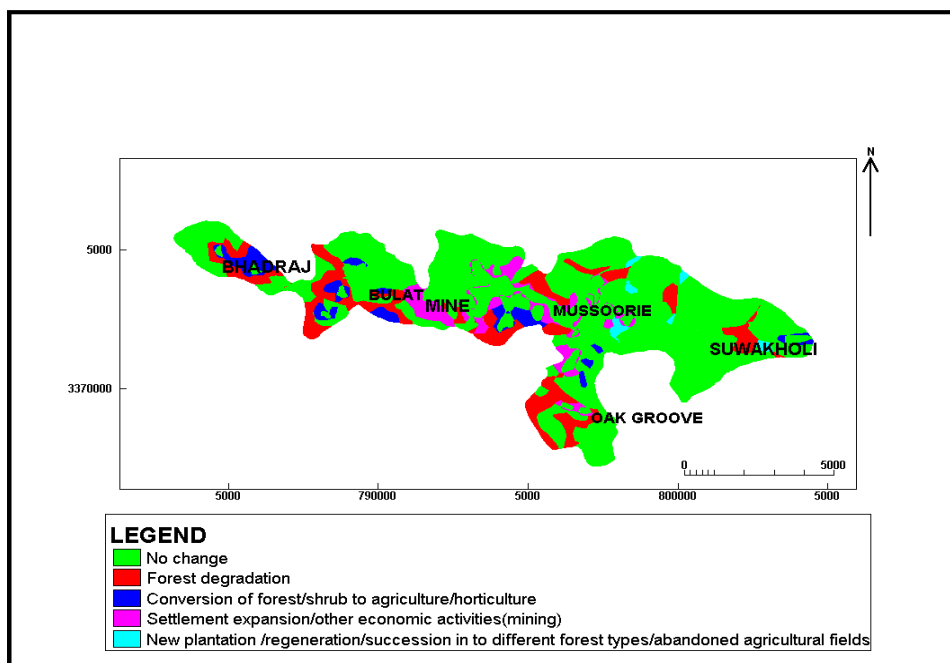 N
5000
BHADRAJ
BULAT
MINE
MUSSOORIE
SUWAKHOLI
3370000
OAK GROOVE
0 5000
5000 790000 5000 800000 5000
LEGEND
No change
Forest degradation
Conversion of forest/shrub to agriculture/horticulture
Settlement expansion/other economic activities(mining)
New plantation /regeneration/succession in to different forest types/abandoned agricultural fields